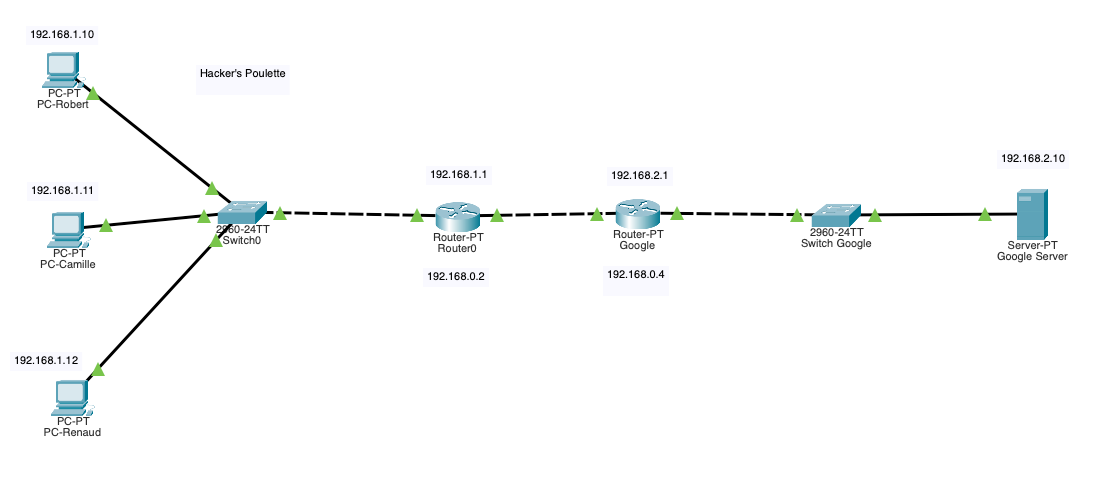 192.168.1.10
PC-PT
PC-Robert
Hacker's Poulette
192.168.1.11
PC-PT
PC-Camille
192.168.1.12
PC-PT
PC-Renaud
2960-24TT
Switch0
192.168.1.1
Router-PT
Router0
192.168.0.2
192.168.2.1
Router-PT
Google
192.168.0.4
2960-24TT
Switch Google
192.168.2.10
Server-PT
Google Server